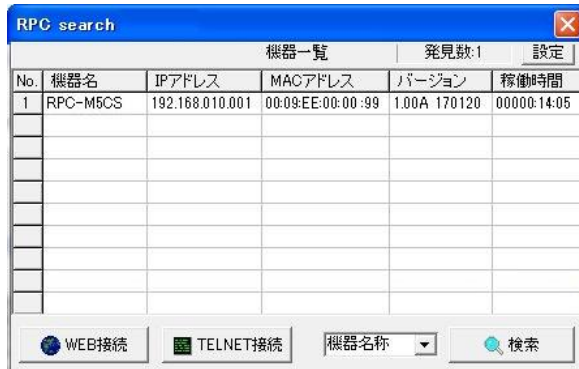 RPC search
機器一覧 発見数:1 設定
No. 機器名 IPアドレス MACアドレス バージョン 稼働時間
1 RPC-M5CS 192.168.010.001 00:09:EE:00:00:99 1.00A 170120 00000:14:05
WEB接続 TELNET接続 機器名称 検索